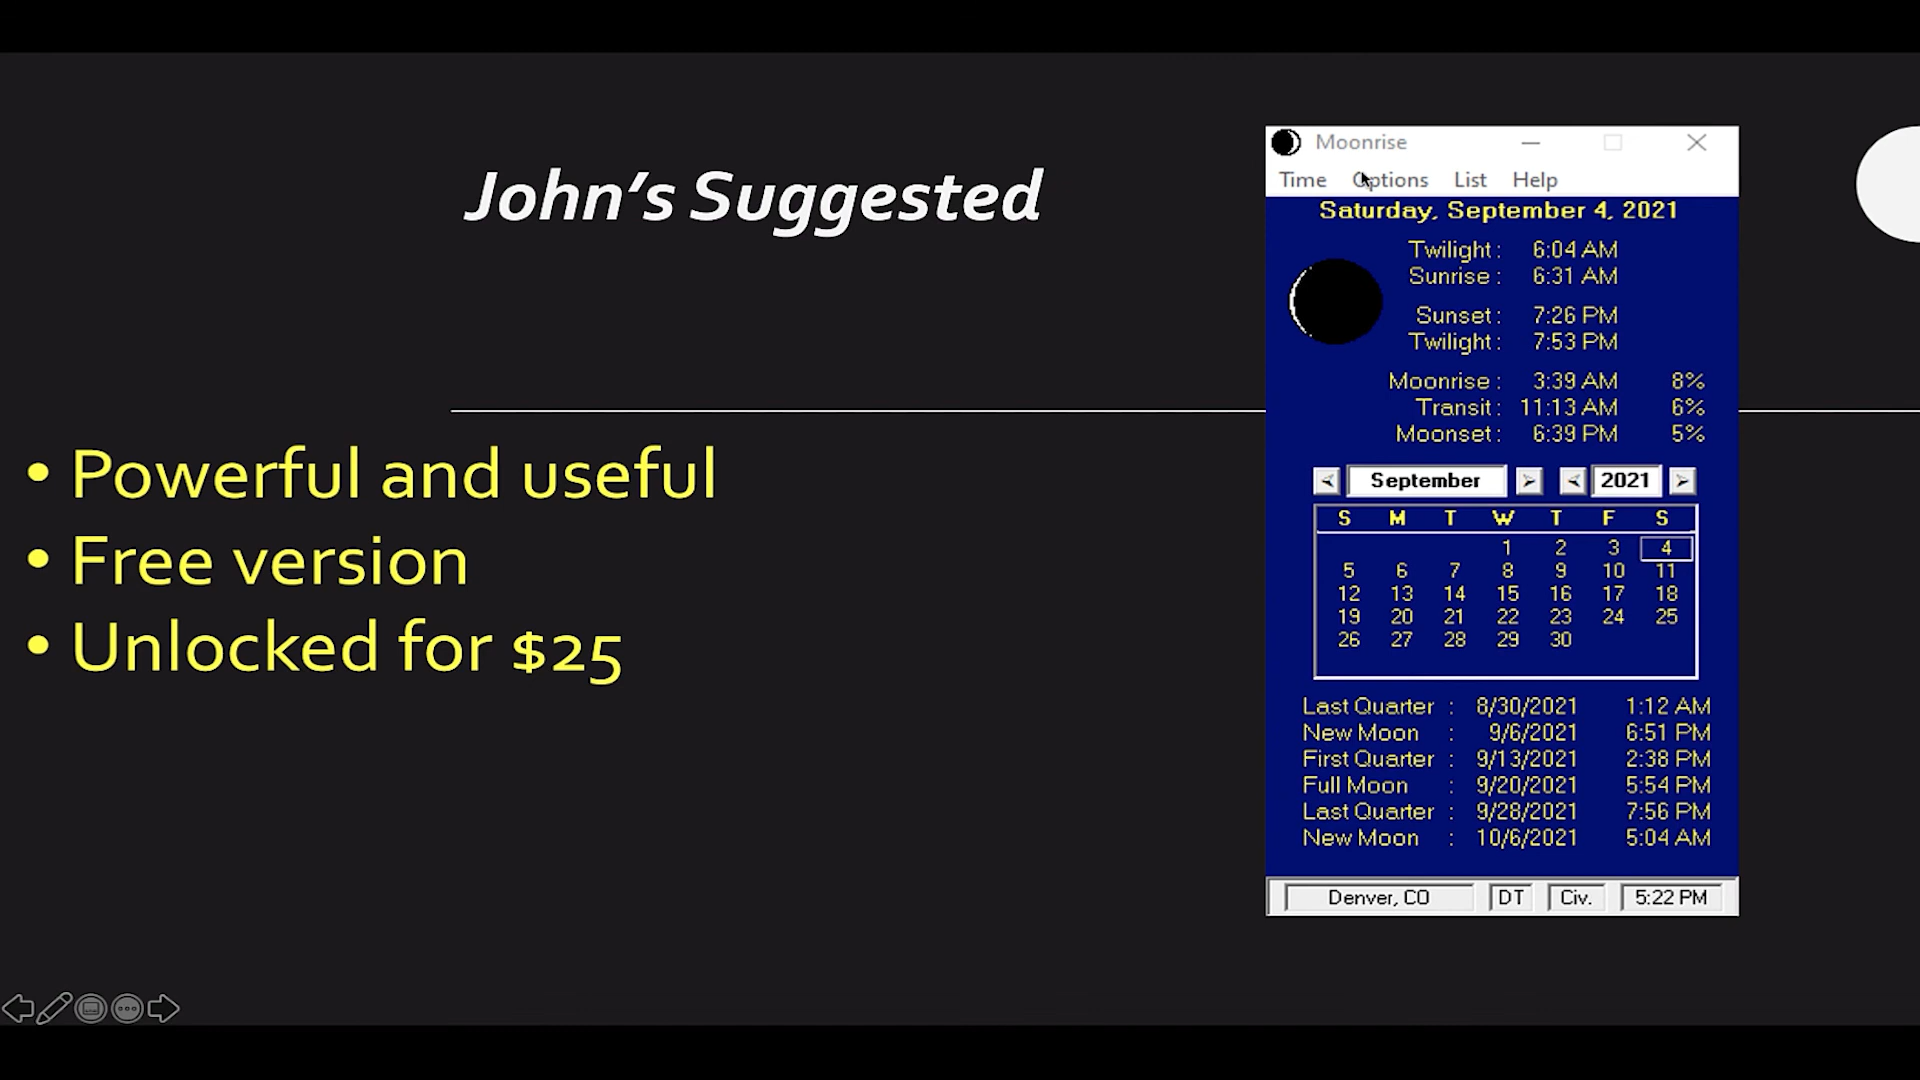 John's Suggested
• Powerful and useful
• Free version
• Unlocked for $25
Moonrise
Time Options List Help
Saturday, September 4, 2021
Twilight : 6:04 AM
Sunrise : 6:31 AM
Sunset : 7:26 PM
Twilight : 7:53 PM
Moonrise : 3:39 AM 8%
Transit : 11:13 AM 6%
Moonset : 6:39 PM 5%
September 2021
S M T W T F S
1 2 3 4
5 6 7 8 9 10 11
12 13 14 15 16 17 18
19 20 21 22 23 24 25
26 27 28 29 30
Last Quarter : 8/30/2021 1:12 AM
New Moon : 9/6/2021 6:51 PM
First Quarter : 9/13/2021 2:38 PM
Full Moon : 9/20/2021 5:54 PM
Last Quarter : 9/28/2021 7:56 PM
New Moon : 10/6/2021 5:04 AM
Denver, CO DT Civ. 5:22 PM